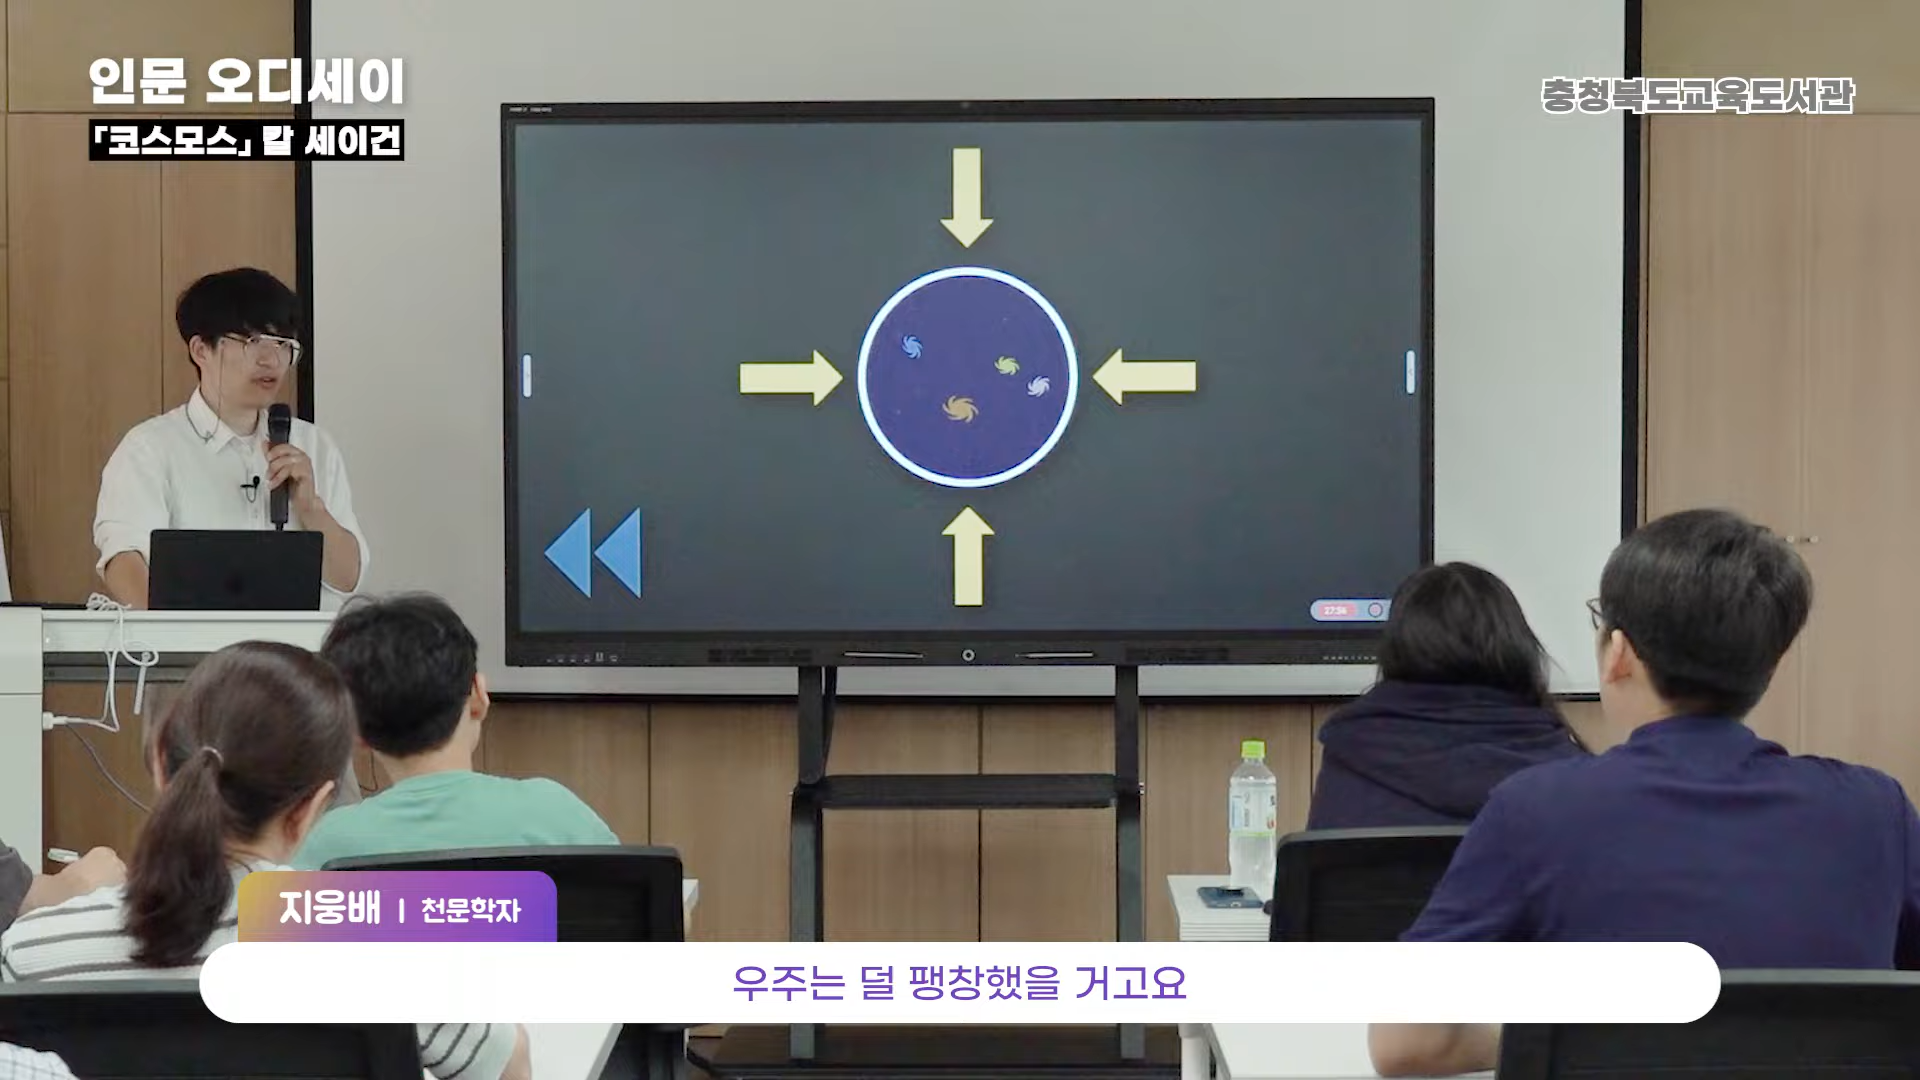 인문 오디세이
「코스모스」 칼 세이건
충청북도교육도서관
27:56
지웅배 | 천문학자
우주는 덜 팽창했을 거고요